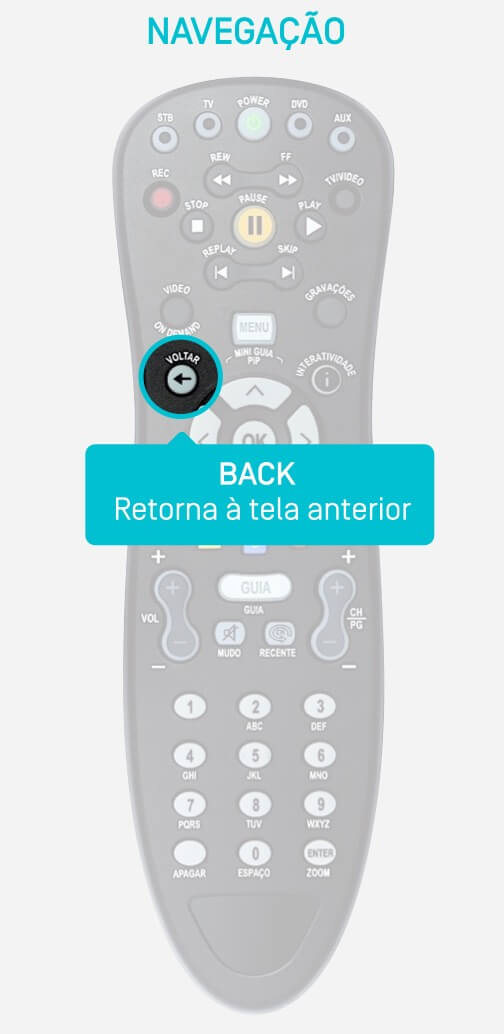 NAVEGAÇÃO
STB
TV
POWER
DVD
AUX
REW
FF
REC
TV/VIDEO
STOP
PAUSE
PLAY
REPLAY
SKIP
VIDEO
ON DEMAND
GRAVAÇÕES
MENU
VOLTAR
MINI GUIA
PIP
INTERATIVIDADE
i
OK
BACK
Retorna à tela anterior
+ +
+ +
GUIA
VOL
GUIA
CH
PG
MUDO RECENTE
1 2 3
ABC DEF
4 5 6
GHI JKL MNO
7 8 9
PQRS TUV WXYZ
0 ENTER
APAGAR ESPAÇO ZOOM